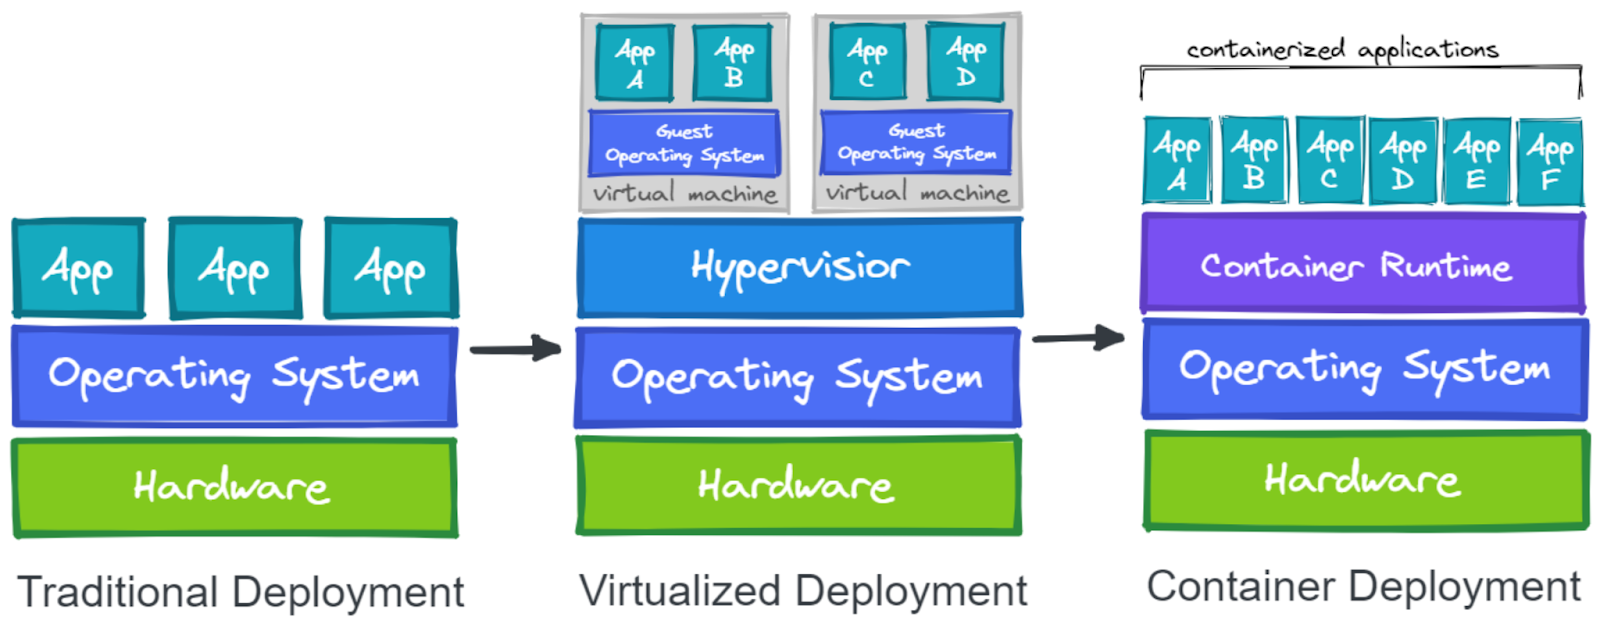 App
App
App
Operating System
Hardware
Traditional Deployment
App
A
App
B
Guest
Operating System
virtual machine
App
C
App
D
Guest
Operating System
virtual machine
Hypervisior
Operating System
Hardware
Virtualized Deployment
containerized applications
App
A
App
B
App
C
App
D
App
E
App
F
Container Runtime
Operating System
Hardware
Container Deployment